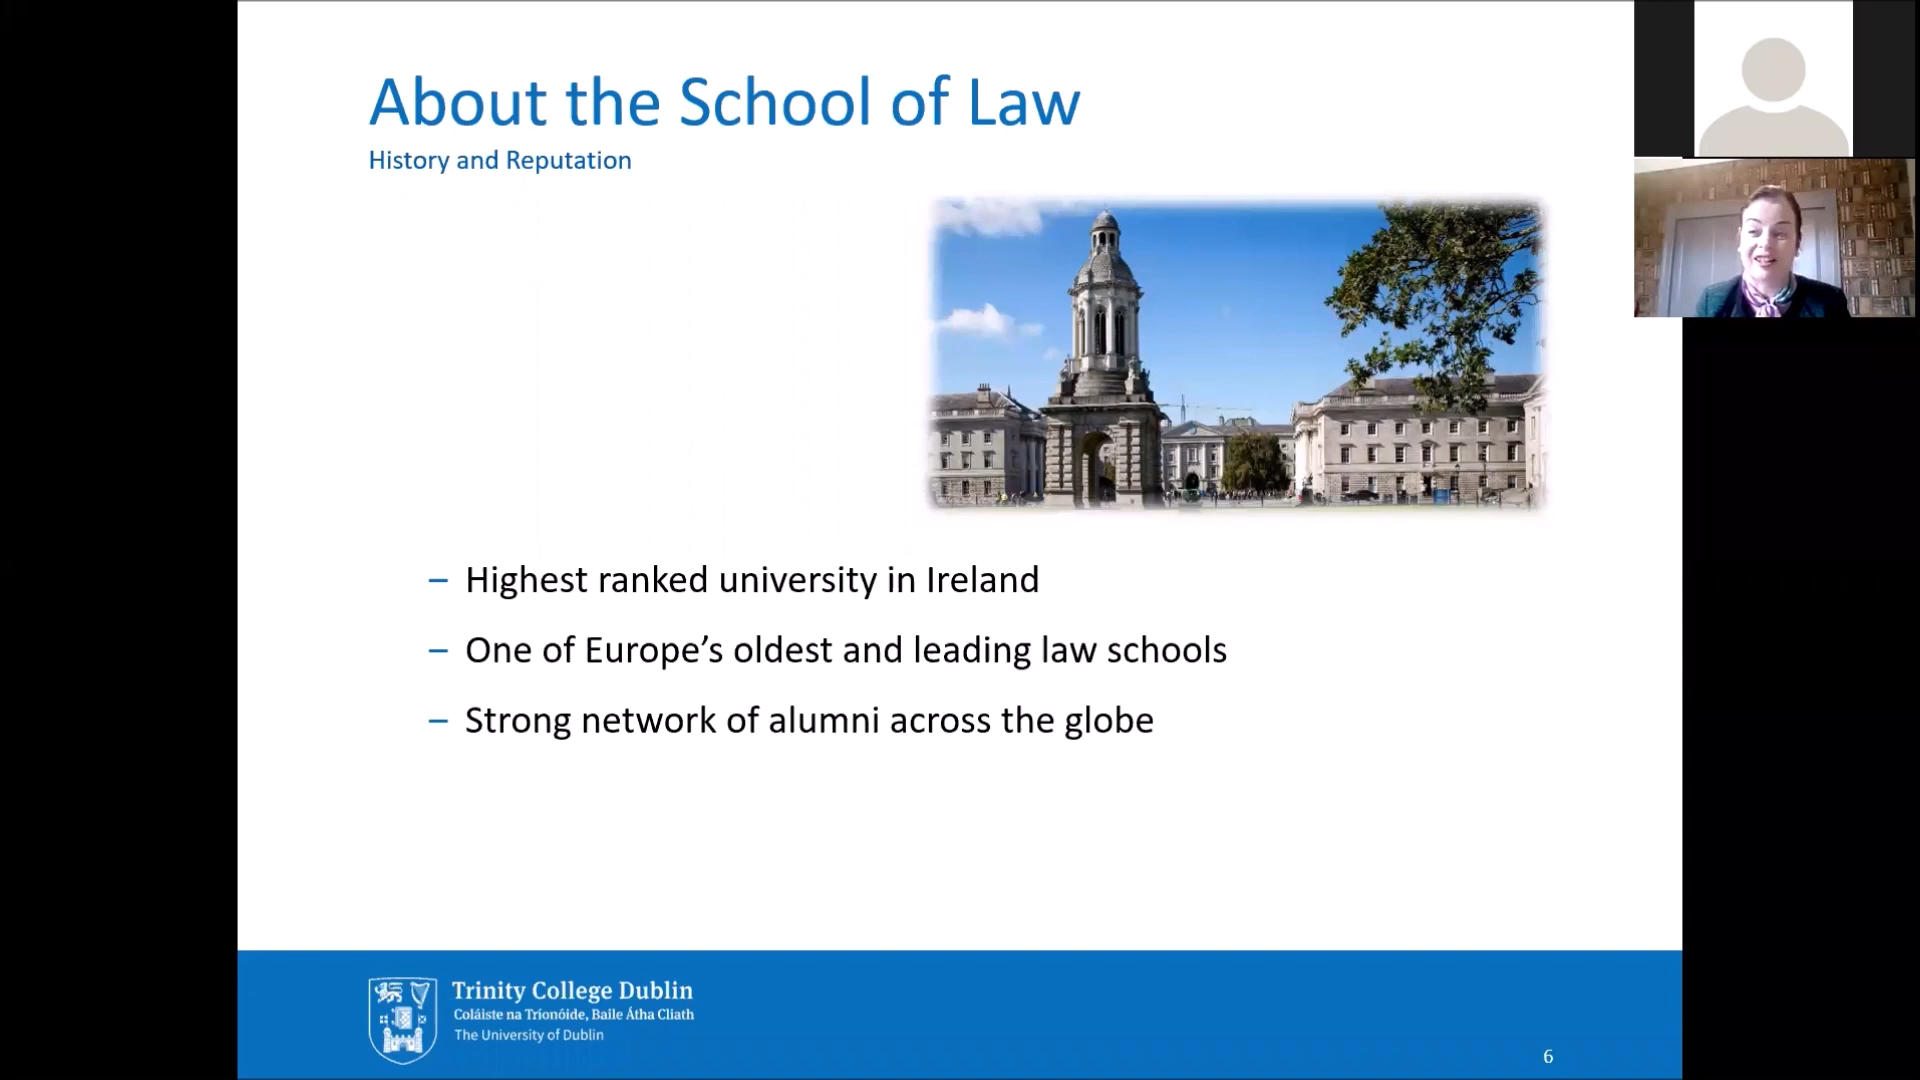 About the School of Law
History and Reputation
– Highest ranked university in Ireland
– One of Europe’s oldest and leading law schools
– Strong network of alumni across the globe
Trinity College Dublin
Coláiste na Tríonóide, Baile Átha Cliath
The University of Dublin
6